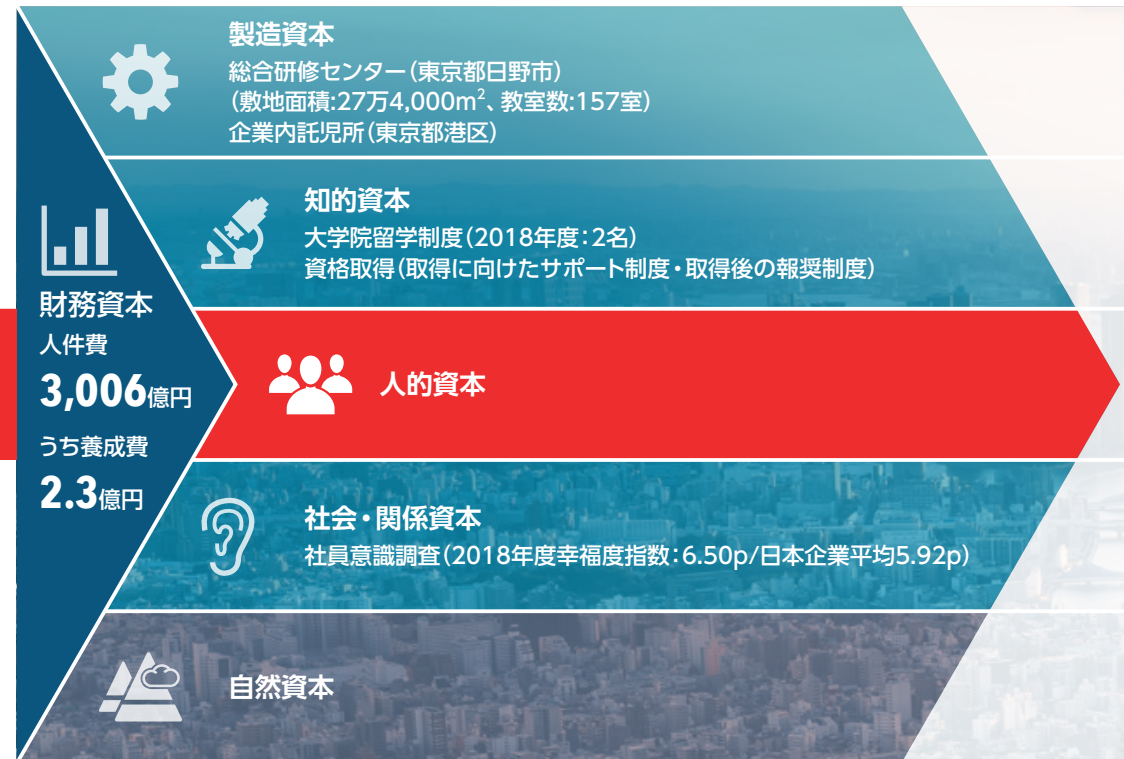 製造資本
総合研修センター(東京都日野市)
(敷地面積:27万4,000m²、教室数:157室)
企業内託児所(東京都港区)
知的資本
大学院留学制度(2018年度:2名)
資格取得(取得に向けたサポート制度・取得後の報奨制度)
財務資本
人件費
3,006億円
うち養成費
2.3億円
人的資本
社会・関係資本
社員意識調査(2018年度幸福度指数:6.50p/日本企業平均5.92p)
自然資本